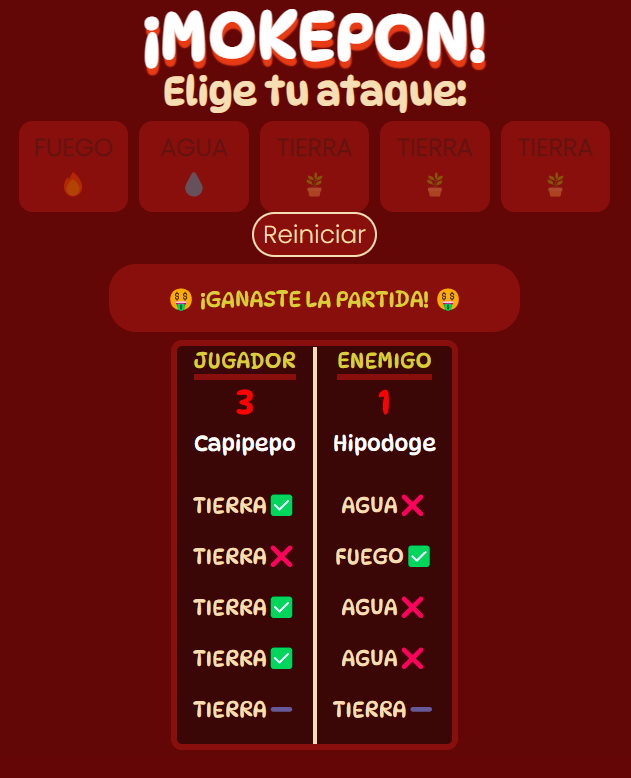 ¡MOKEPON!
Elige tu ataque:
FUEGO AGUA TIERRA TIERRA TIERRA
Reiniciar
¡GANASTE LA PARTIDA!
JUGADOR ENEMIGO
3 1
Capipepo Hipodoge
TIERRA AGUA
TIERRA FUEGO
TIERRA AGUA
TIERRA AGUA
TIERRA TIERRA